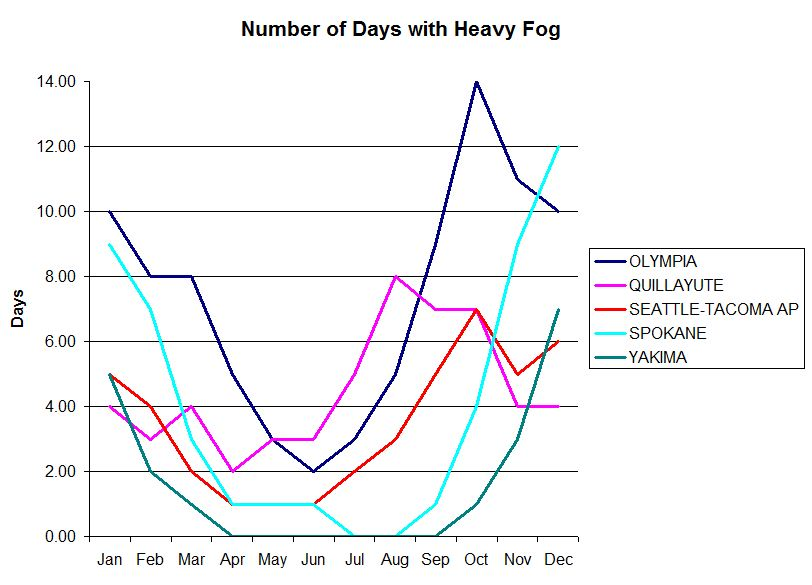 Number of Days with Heavy Fog
14.00
12.00
10.00
8.00
6.00
4.00
2.00
0.00
Days
Jan Feb Mar Apr May Jun Jul Aug Sep Oct Nov Dec
OLYMPIA
QUILLAYUTE
SEATTLE-TACOMA AP
SPOKANE
YAKIMA